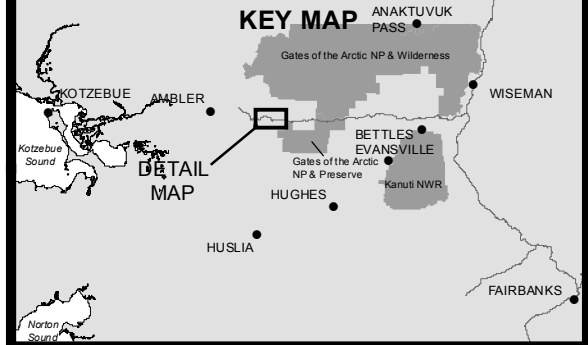 KEY MAP
ANAKTUVUK
PASS
Gates of the Arctic NP & Wilderness
KOTZEBUE
AMBLER
WISEMAN
Kotzebue
Sound
BETTLES
EVANSVILLE
DETAIL
MAP
Gates of the Arctic
NP & Preserve
Kanuti NWR
HUGHES
HUSLIA
FAIRBANKS
Norton
Sound